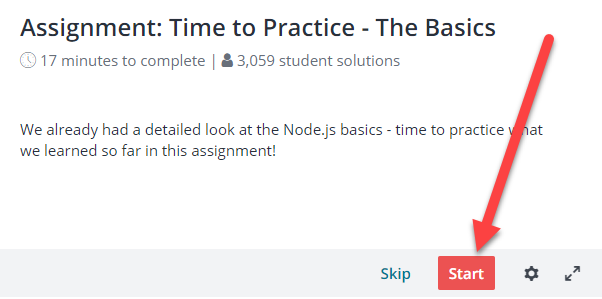 Assignment: Time to Practice - The Basics
17 minutes to complete | 3,059 student solutions
We already had a detailed look at the Node.js basics - time to practice what
we learned so far in this assignment!
Skip Start